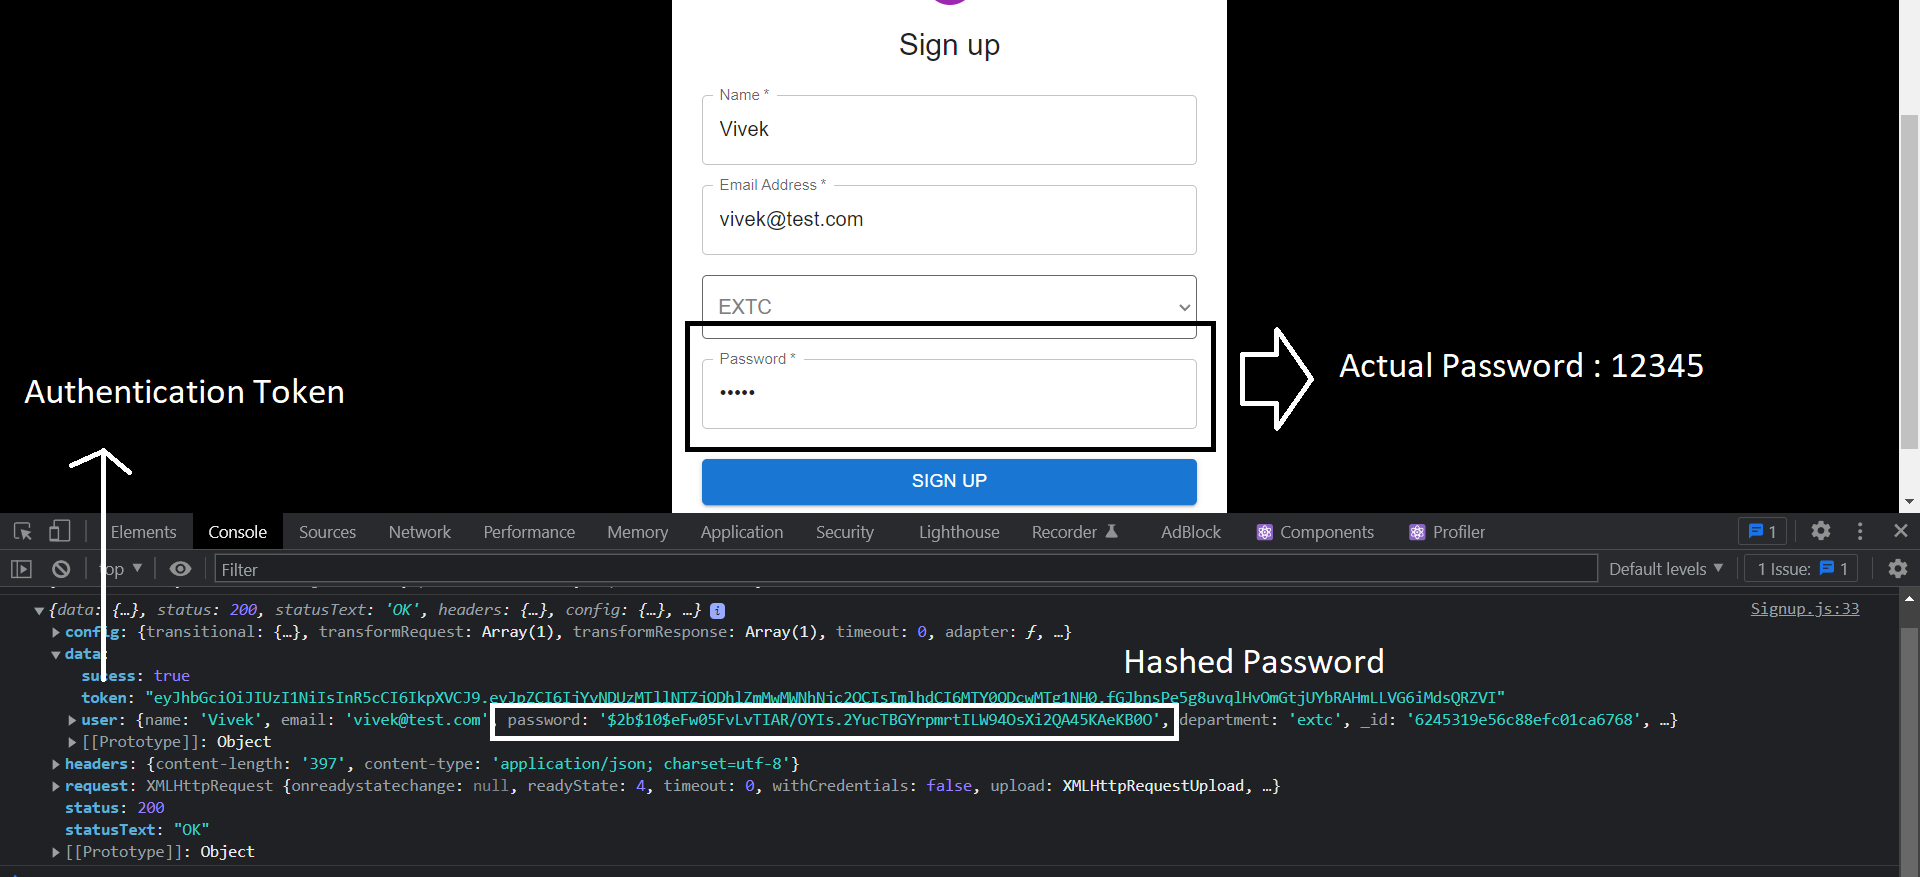 Sign up
Name *
Vivek
Email Address *
vivek@test.com
EXTC
Password *
•••••
Actual Password : 12345
Authentication Token
SIGN UP
Elements Console Sources Network Performance Memory Application Security Lighthouse Recorder AdBlock Components Profiler 1
top Filter Default levels 1 Issue: 1
{data: {…}, status: 200, statusText: 'OK', headers: {…}, config: {…}, …} Signup.js:33
config: {transitional: {…}, transformRequest: Array(1), transformResponse: Array(1), timeout: 0, adapter: ƒ, …}
data:
Hashed Password
sucess: true
token: "eyJhbGciOiJIUzI1NiIsInR5cCI6IkpXVCJ9.
user: {name: 'Vivek', email: 'vivek@test.com', password: '$2b$10$eFw05FvLvTIAR/OYIs.2YucTBGYrpmrtILW94OsXi2QA45KAeKB0O', department: 'extc', _id: '6245319e56c88efc01ca6768', …}
[[Prototype]]: Object
headers: {content-length: '397', content-type: 'application/json; charset=utf-8'}
request: XMLHttpRequest {onreadystatechange: null, readyState: 4, timeout: 0, withCredentials: false, upload: XMLHttpRequestUpload, …}
status: 200
statusText: "OK"
[[Prototype]]: Object